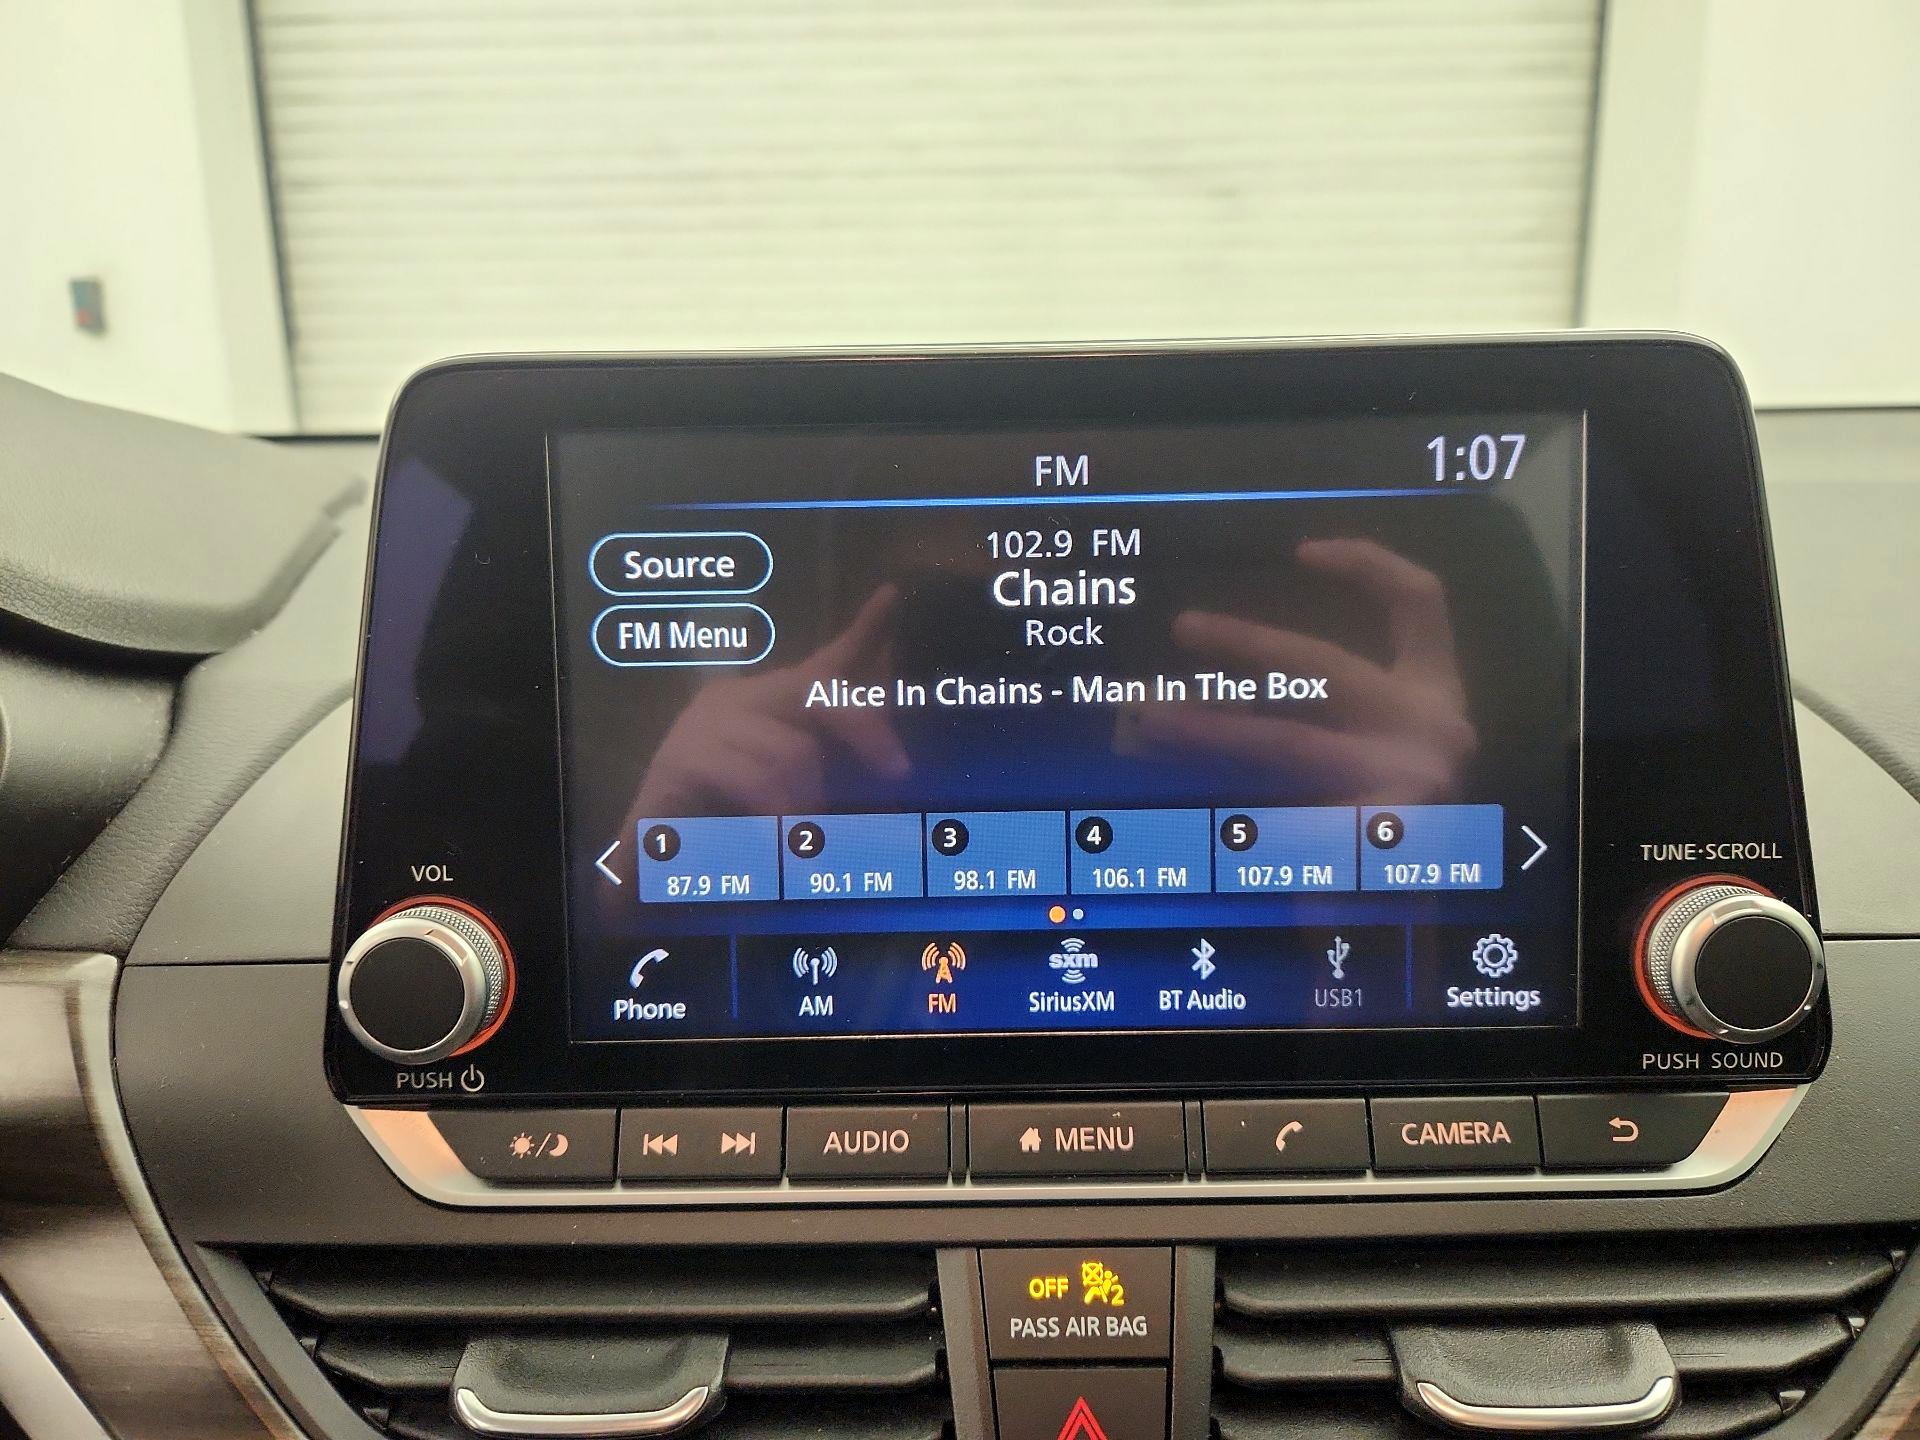 FM
1:07
Source
102.9 FM
Chains
FM Menu
Rock
Alice In Chains - Man In The Box
1
2
3
4
5
6
87.9 FM
90.1 FM
98.1 FM
106.1 FM
107.9 FM
107.9 FM
VOL
TUNE·SCROLL
Phone
AM
FM
sxm
SiriusXM
BT Audio
USB1
Settings
PUSH
PUSH SOUND
AUDIO
MENU
CAMERA
OFF 2
PASS AIR BAG